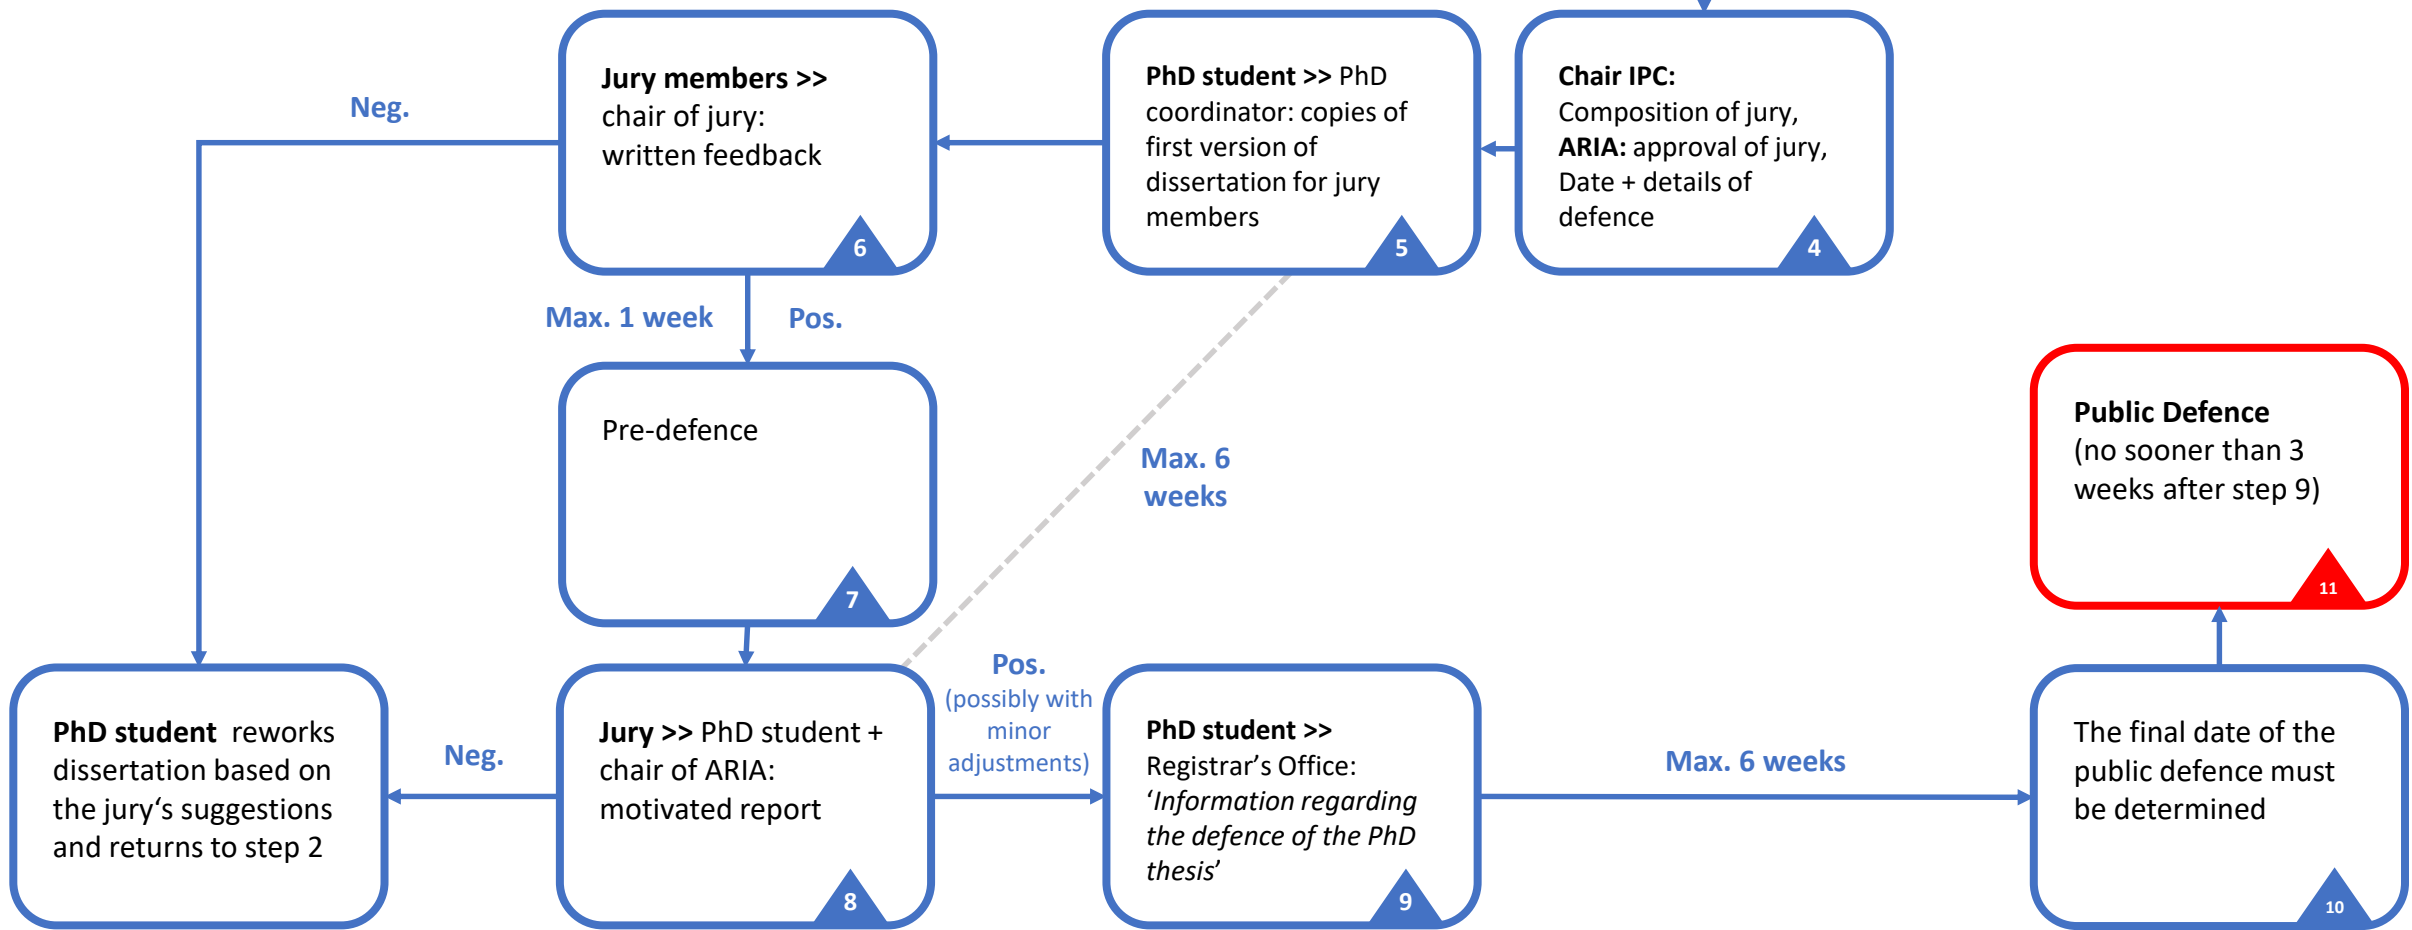 Neg.
Jury members >>
chair of jury:
written feedback
6
PhD student >> PhD
coordinator: copies of
first version of
dissertation for jury
members
5
Chair IPC:
Composition of jury,
ARIA: approval of jury,
Date + details of
defence
4
Max. 1 week
Pos.
Pre-defence
7
Max. 6
weeks
Public Defence
(no sooner than 3
weeks after step 9)
11
PhD student  reworks
dissertation based on
the jury‘s suggestions
and returns to step 2
Neg.
Jury >> PhD student +
chair of ARIA:
motivated report
8
Pos.
(possibly with
minor
adjustments)
PhD student >>
Registrar’s Office:
‘Information regarding
the defence of the PhD
thesis’
9
Max. 6 weeks
The final date of the
public defence must
be determined
10